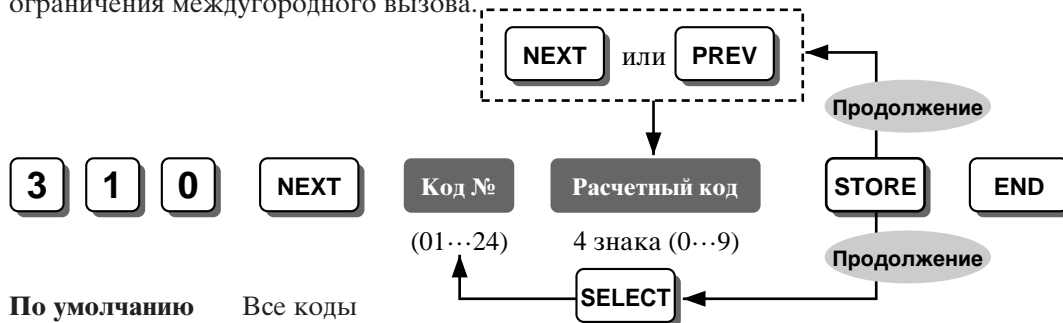 ограничения междугородного вызова.
NEXT или PREV
Продолжение
3 1 0 NEXT Код № Расчетный код STORE END
(01···24) 4 знака (0···9)
Продолжение
SELECT
По умолчанию Все коды